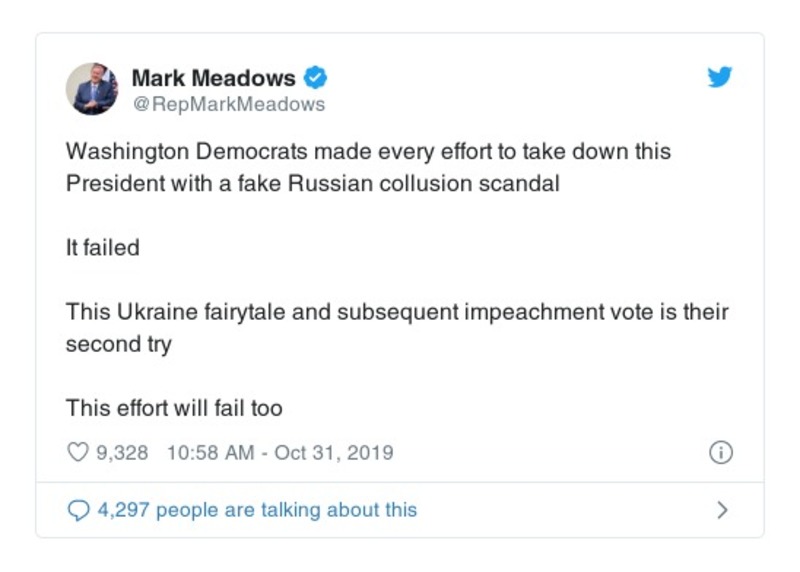 Mark Meadows
@RepMarkMeadows
Washington Democrats made every effort to take down this
President with a fake Russian collusion scandal
It failed
This Ukraine fairytale and subsequent impeachment vote is their
second try
This effort will fail too
9,328 10:58 AM - Oct 31, 2019
4,297 people are talking about this